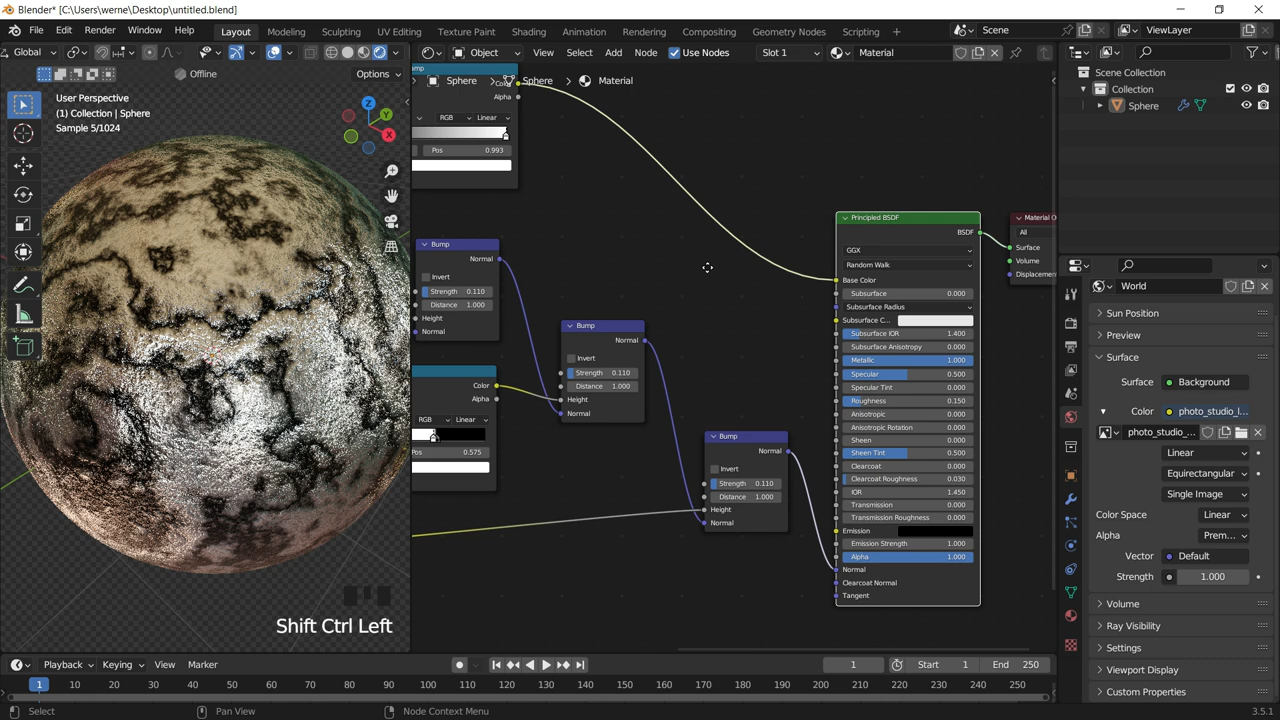 Blender* [C:\Users\werne\Desktop\untitled.blend]
File Edit Render Window Help Layout Modeling Sculpting UV Editing Texture Paint Shading Animation Rendering Compositing Geometry Nodes Scripting Scene ViewLayer
Global Object View Select Add Node Use Nodes Slot 1 Material
Offline Options
Sphere Sphere Material
User Perspective
(1) Collection | Sphere
Sample 5/1024
Z
Y
X
Shift Ctrl Left
Color
Alpha
RGB Linear
Pos 0.993
Bump
Normal
Invert
Strength 0.110
Distance 1.000
Height
Normal
Bump
Normal
Invert
Strength 0.110
Distance 1.000
Height
Normal
Color
Alpha
RGB Linear
Pos 0.575
Bump
Normal
Invert
Strength 0.110
Distance 1.000
Height
Normal
Principled BSDF
BSDF
GGX
Random Walk
Base Color
Subsurface 0.000
Subsurface Radius
Subsurface C...
Subsurface IOR 1.400
Subsurface Anisotropy 0.000
Metallic 1.000
Specular 0.500
Specular Tint 0.000
Roughness 0.150
Anisotropic 0.000
Anisotropic Rotation 0.000
Sheen 0.000
Sheen Tint 0.500
Clearcoat 0.000
Clearcoat Roughness 0.030
IOR 1.450
Transmission 0.000
Transmission Roughness 0.000
Emission
Emission Strength 1.000
Alpha 1.000
Normal
Clearcoat Normal
Tangent
Material O
All
Surface
Volume
Displacemen
Scene Collection
Collection
Sphere
World
Sun Position
Preview
Surface
Surface Background
Color photo_studio_l...
photo_studio_...
Linear
Equirectangular
Single Image
Color Space Linear
Alpha Prem...
Vector Default
Strength 1.000
Volume
Ray Visibility
Settings
Viewport Display
Custom Properties
Playback Keying View Marker 1 Start 1 End 250
1 10 20 30 40 50 60 70 80 90 100 110 120 130 140 150 160 170 180 190 200 210 220 230 240 250
Select Pan View Node Context Menu 3.5.1